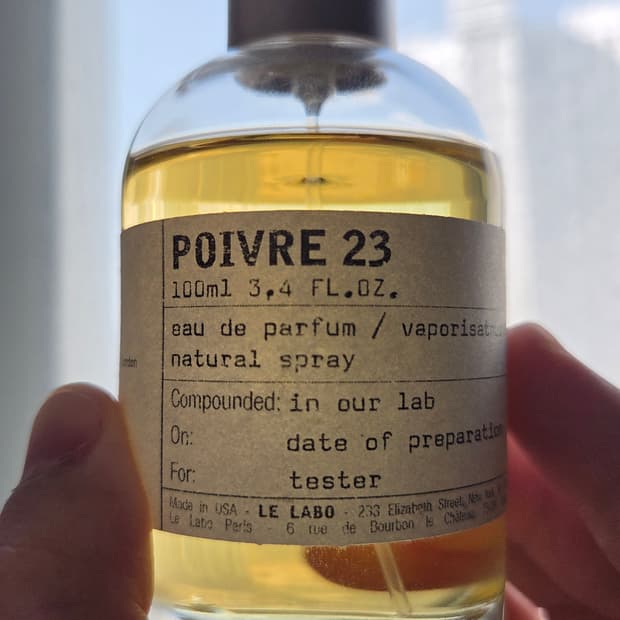 POIVRE 23
100ml 3,4 FL.OZ.
eau de parfum /
natural spray
Compounded: in our lab
On: date of preparation
For: tester
Made in USA - LE LABO - 233 Elizabeth Street, New
Le Labo Paris - 6 rue de Bourbon le Château,
London